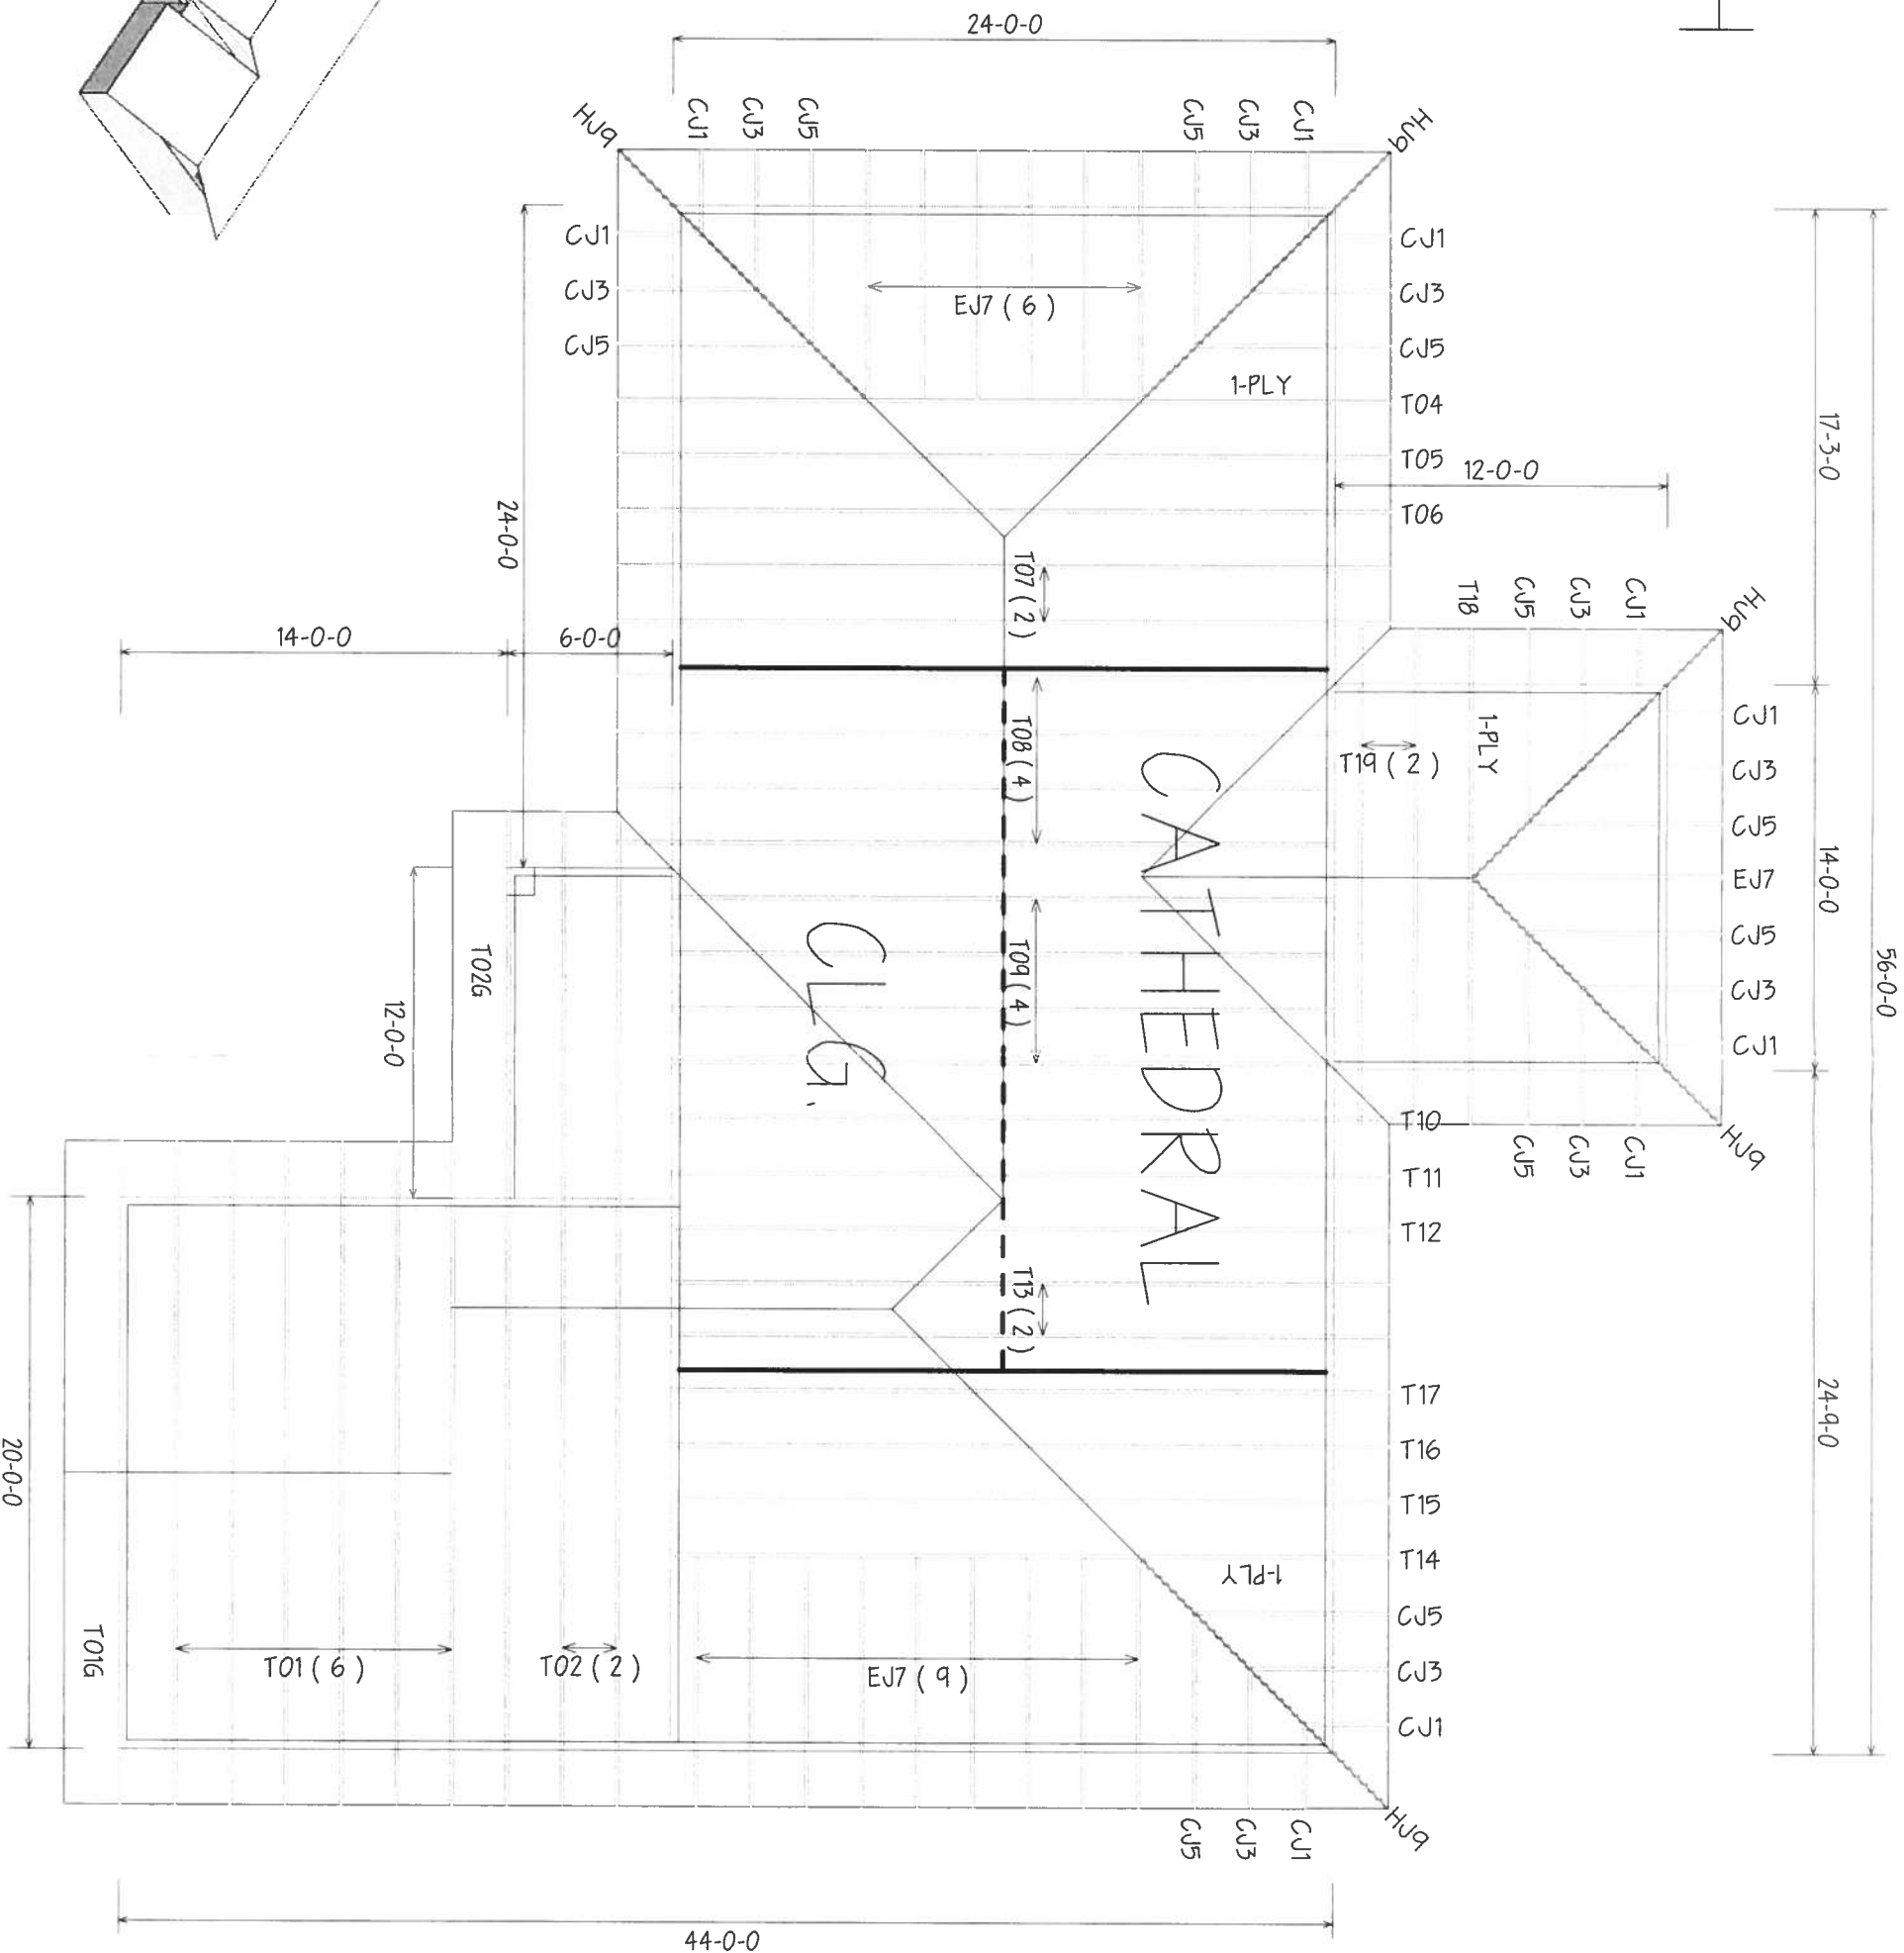 24-0-0
HJ9
CJ1
CJ3
CJ5
CJ5
CJ3
CJ1
HJ9
CJ1
CJ3
CJ5
EJ7 ( 6 )
CJ1
CJ3
CJ5
1-PLY
T04
T05
T06
12-0-0
17-3-0
24-0-0
T07 ( 2 )
T18
CJ5
CJ3
CJ1
HJ9
14-0-0
6-0-0
T08 ( 4 )
T19 ( 2 )
1-PLY
CJ1
CJ3
CJ5
EJ7
CJ5
CJ3
CJ1
14-0-0
56-0-0
CATHEDRAL
CLG.
T09 ( 4 )
T02G
12-0-0
T10
T11
T12
CJ5
CJ3
CJ1
HJ9
T13 ( 2 )
T17
T16
T15
T14
1-PLY
CJ5
CJ3
CJ1
24-9-0
20-0-0
T01G
T01 ( 6 )
T02 ( 2 )
EJ7 ( 9 )
CJ5
CJ3
CJ1
HJ9
44-0-0